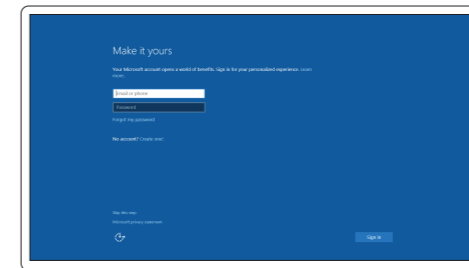 Make it yours
Your Microsoft account opens a world of benefits. Sign in for your personalized experience. Learn
more.
Email or phone
Password
Forgot my password
No account? Create one!
Skip this step
Microsoft privacy statement
Sign in